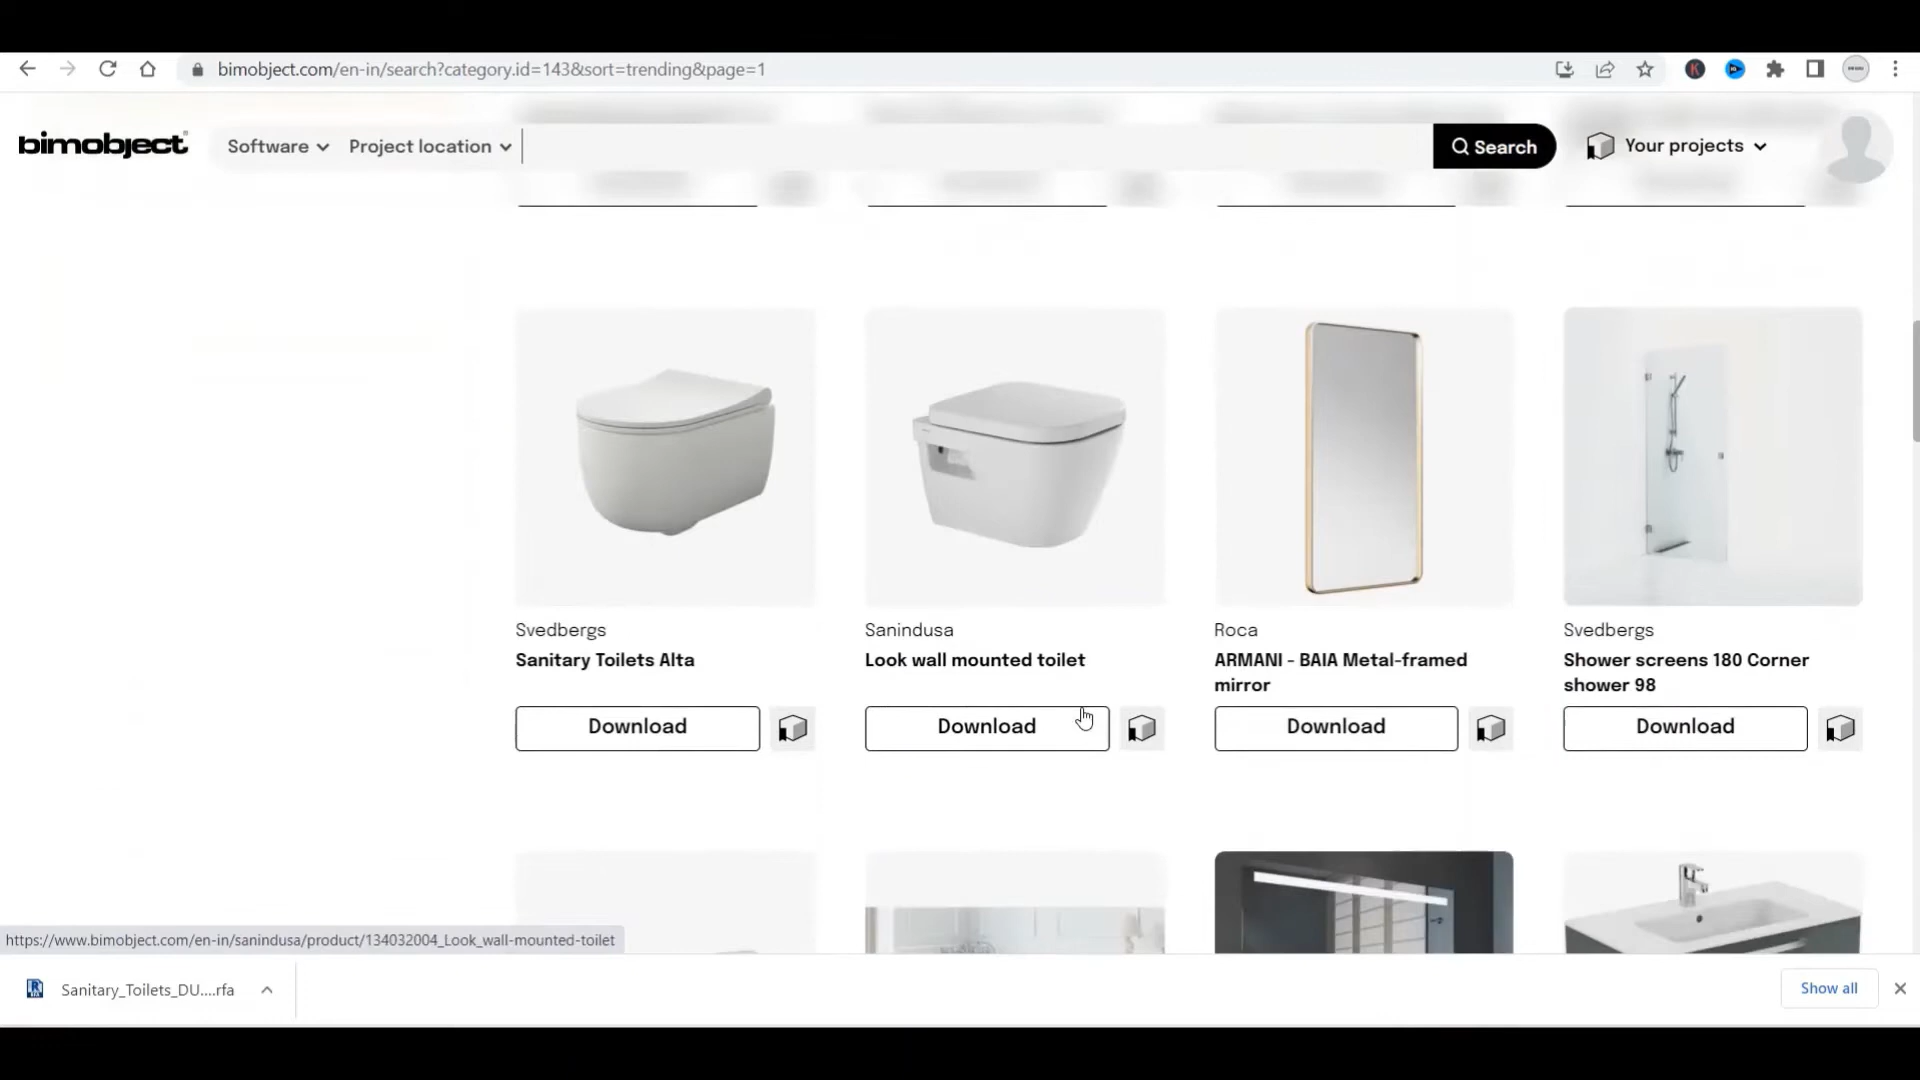 bimobject.com/en-in/search?category.id=143&sort=trending&page=1
bimobject
Software
Project location
Search
Your projects
Svedbergs
Sanitary Toilets Alta
Download
Sanindusa
Look wall mounted toilet
Download
Roca
ARMANI - BAIA Metal-framed
mirror
Download
Svedbergs
Shower screens 180 Corner
shower 98
Download
https://www.bimobject.com/en-in/sanindusa/product/134032004_Look_wall-mounted-toilet
Sanitary_Toilets_DU....rfa
Show all